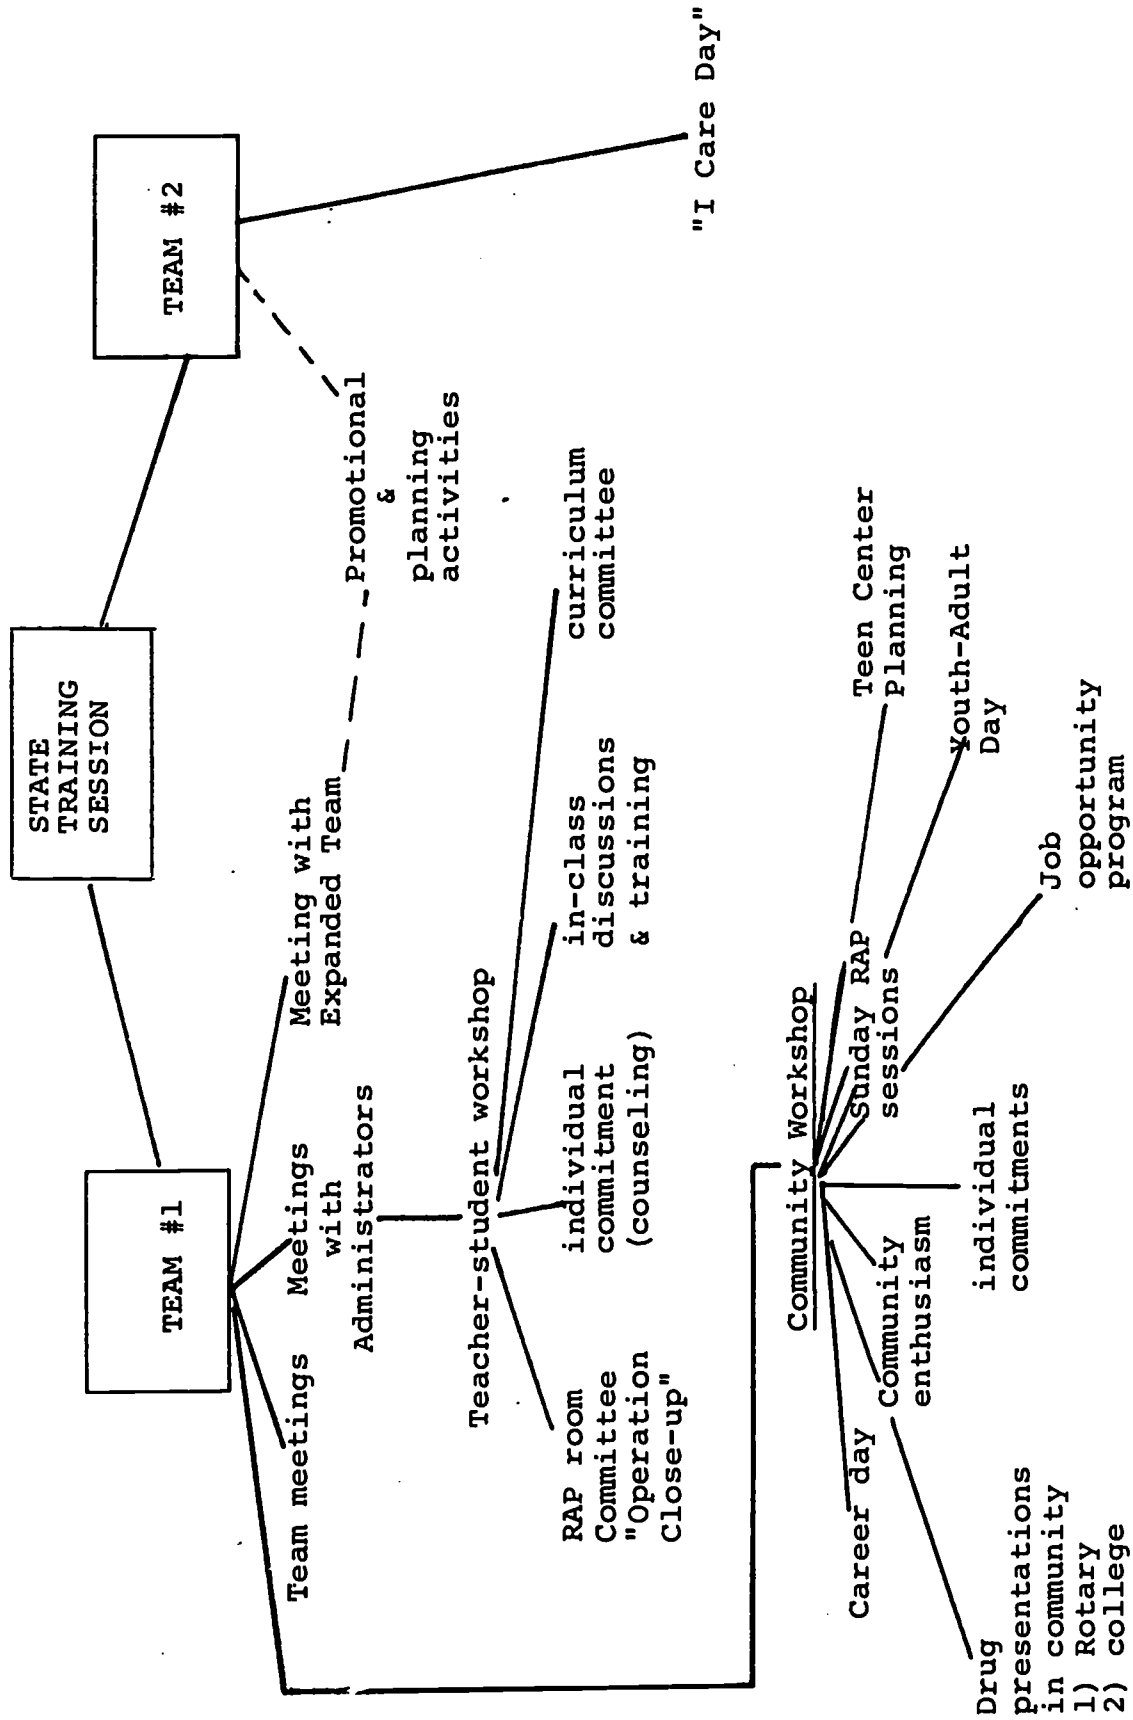 STATE
TRAINING
SESSION
TEAM #1
TEAM #2
Team meetings
Meetings
with
Administrators
Meeting with
Expanded Team
Promotional
&
planning
activities
"I Care Day"
Teacher-student workshop
RAP room
Committee
"Operation
Close-up"
individual
commitment
(counseling)
in-class
discussions
& training
curriculum
committee
Community Workshop
Career day
Community
enthusiasm
Sunday RAP
sessions
Teen Center
Planning
Drug
presentations
in community
1) Rotary
2) college
individual
commitments
Job
opportunity
program
Youth-Adult
Day